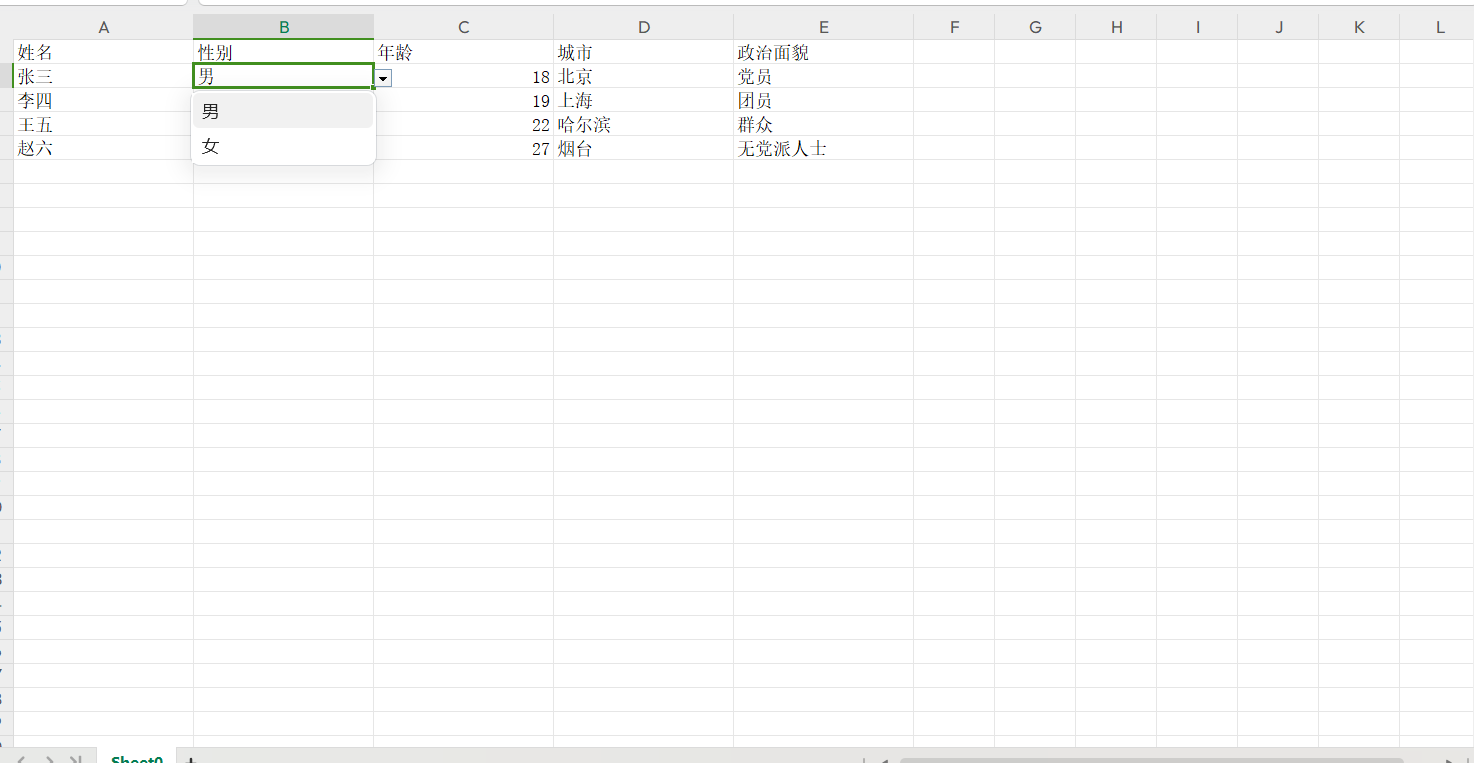 A B C D E F G H I J K L
姓名 性别 年龄 城市 政治面貌
张三 男 18 北京 党员
李四 19 上海 团员
男
王五 22 哈尔滨 群众
女
赵六 27 烟台 无党派人士
Sheet0 +